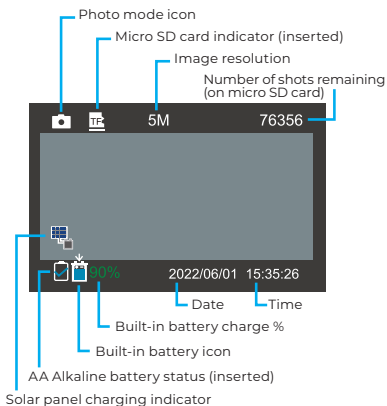 Photo mode icon
Micro SD card indicator (inserted)
Image resolution
Number of shots remaining
(on micro SD card)
TF 5M 76356
90% 2022/06/01 15:35:26
Date Time
Built-in battery charge %
Built-in battery icon
AA Alkaline battery status (inserted)
Solar panel charging indicator